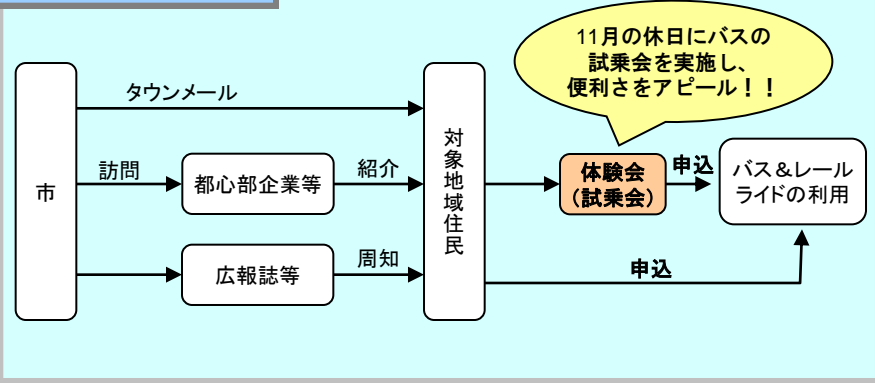 11月の休日にバスの
試乗会を実施し、
便利さをアピール！！
市
タウンメール
訪問
都心部企業等
紹介
広報誌等
周知
対象地域住民
体験会
（試乗会）
申込
バス＆レール
ライドの利用
申込